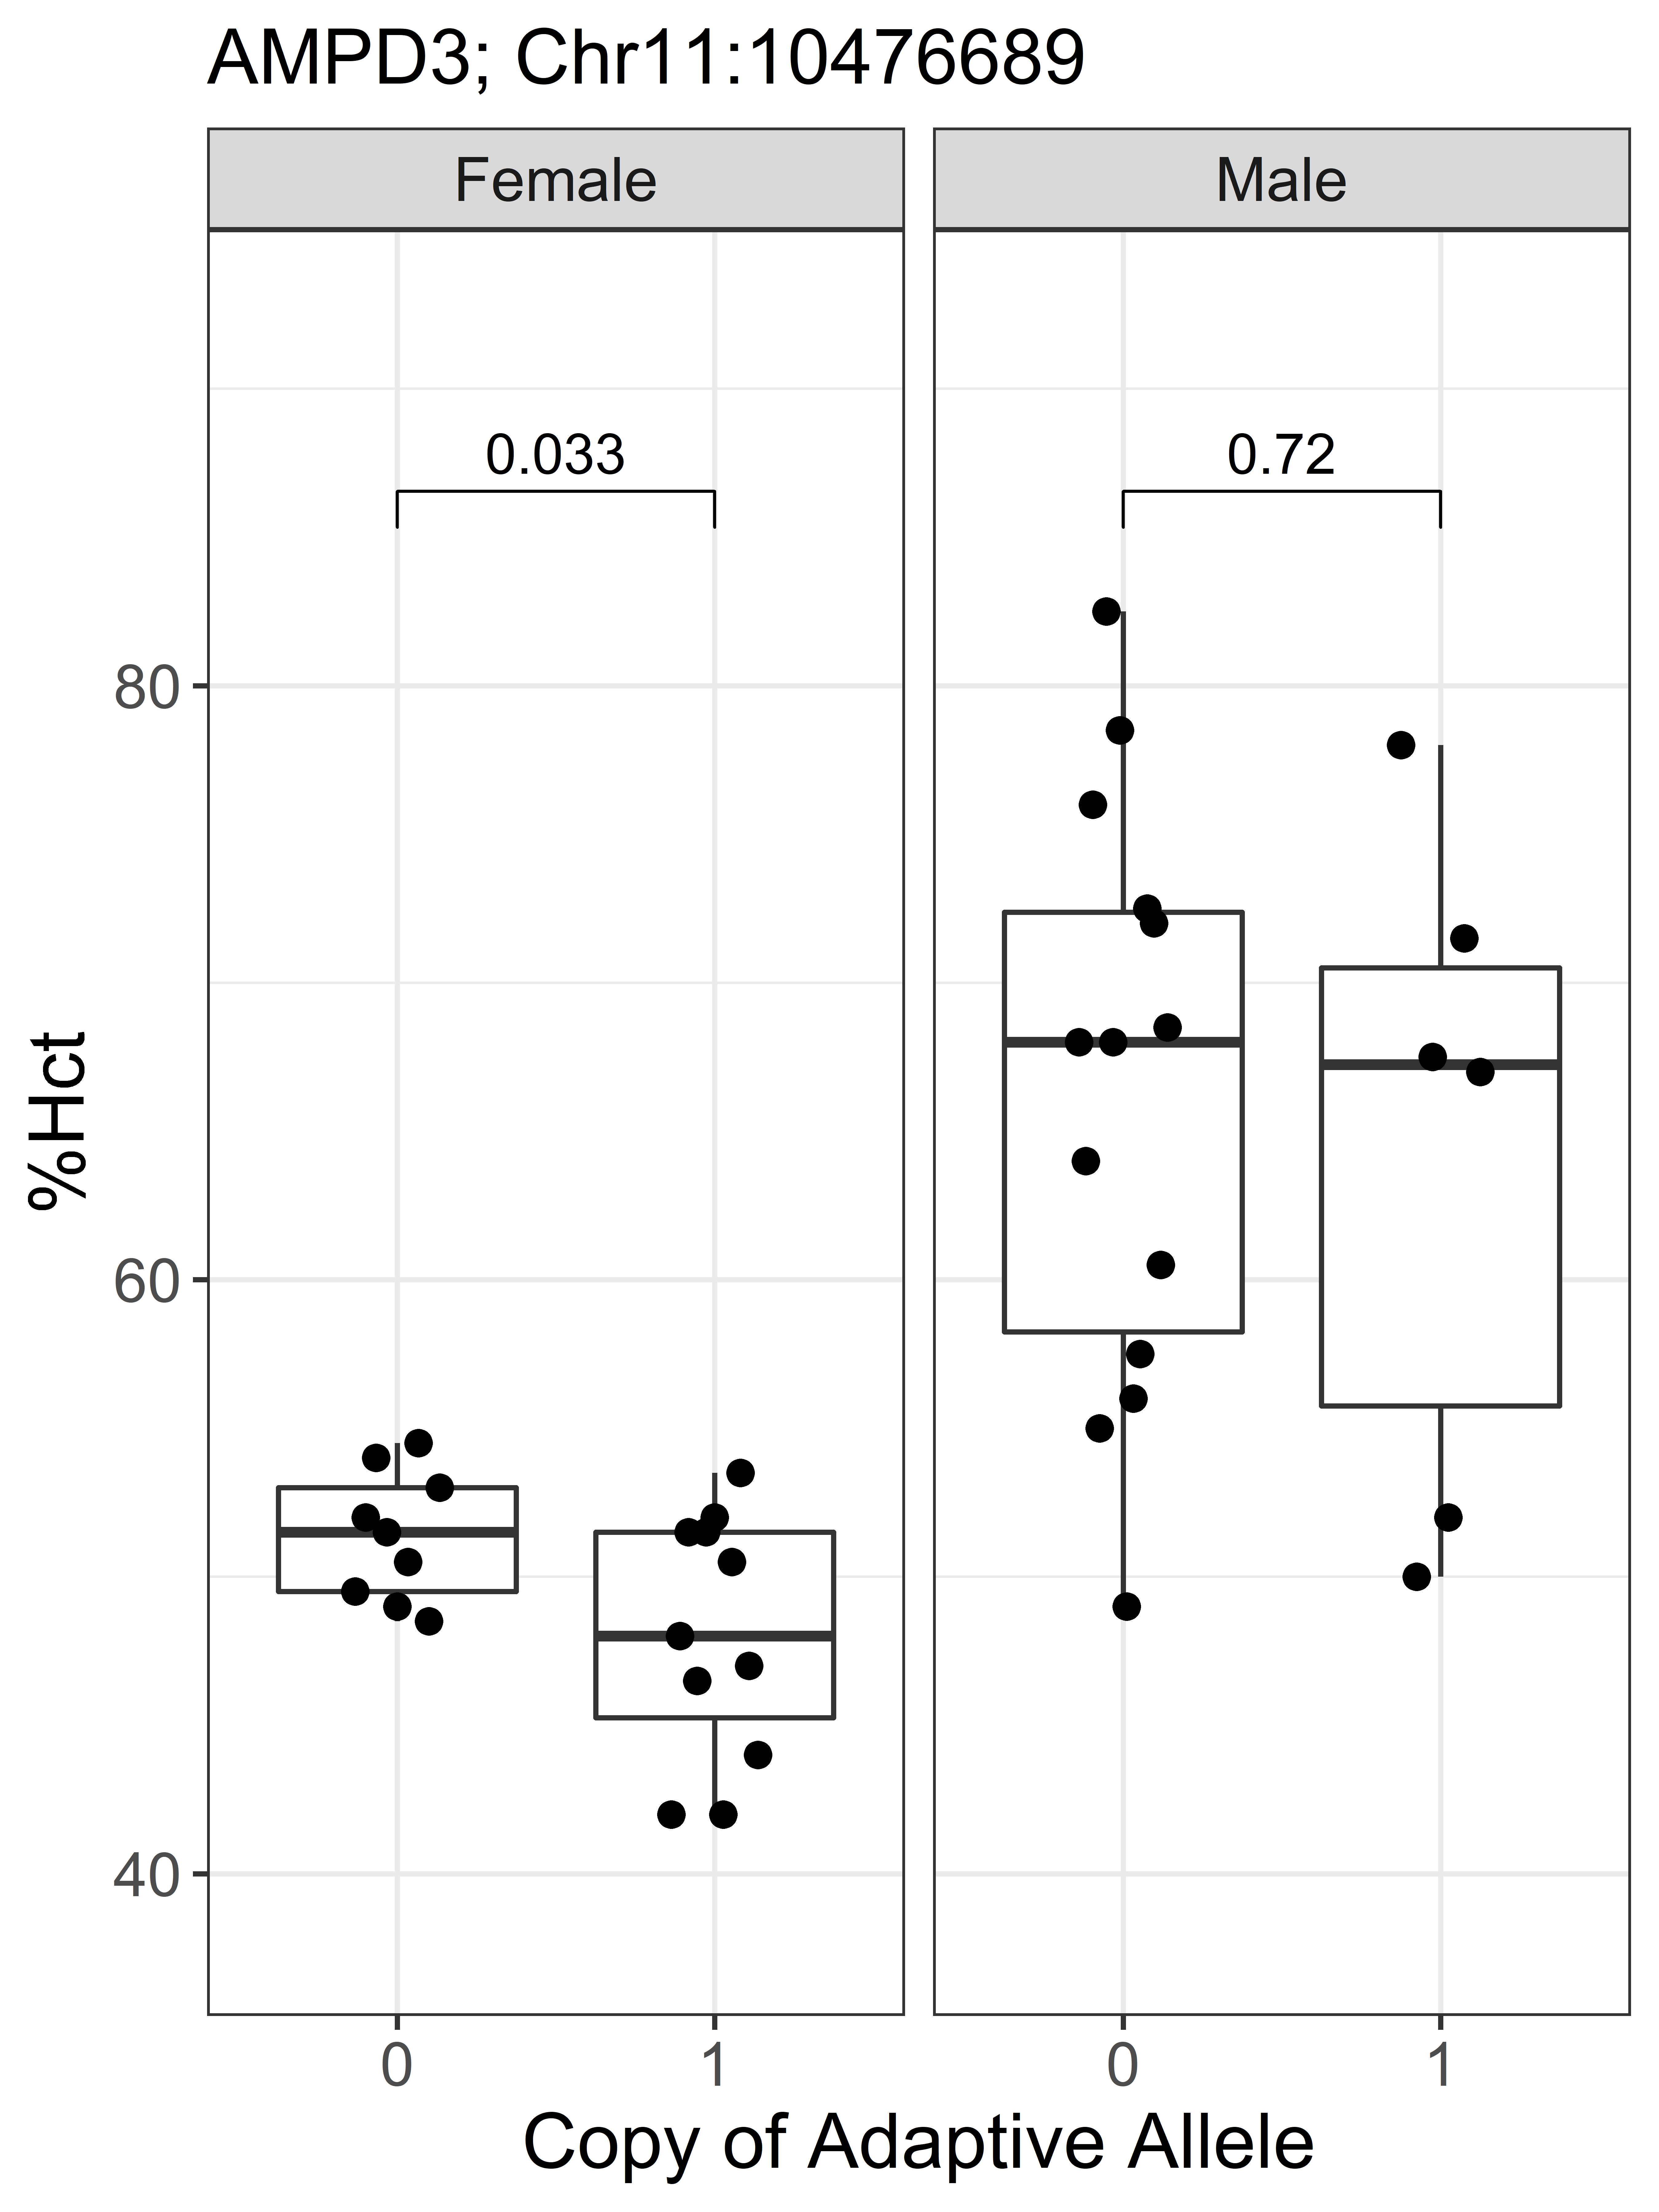 AMPD3; Chr11:10476689
Female Male
0.033 0.72
80
60
40
%Hct
0 1 0 1
Copy of Adaptive Allele